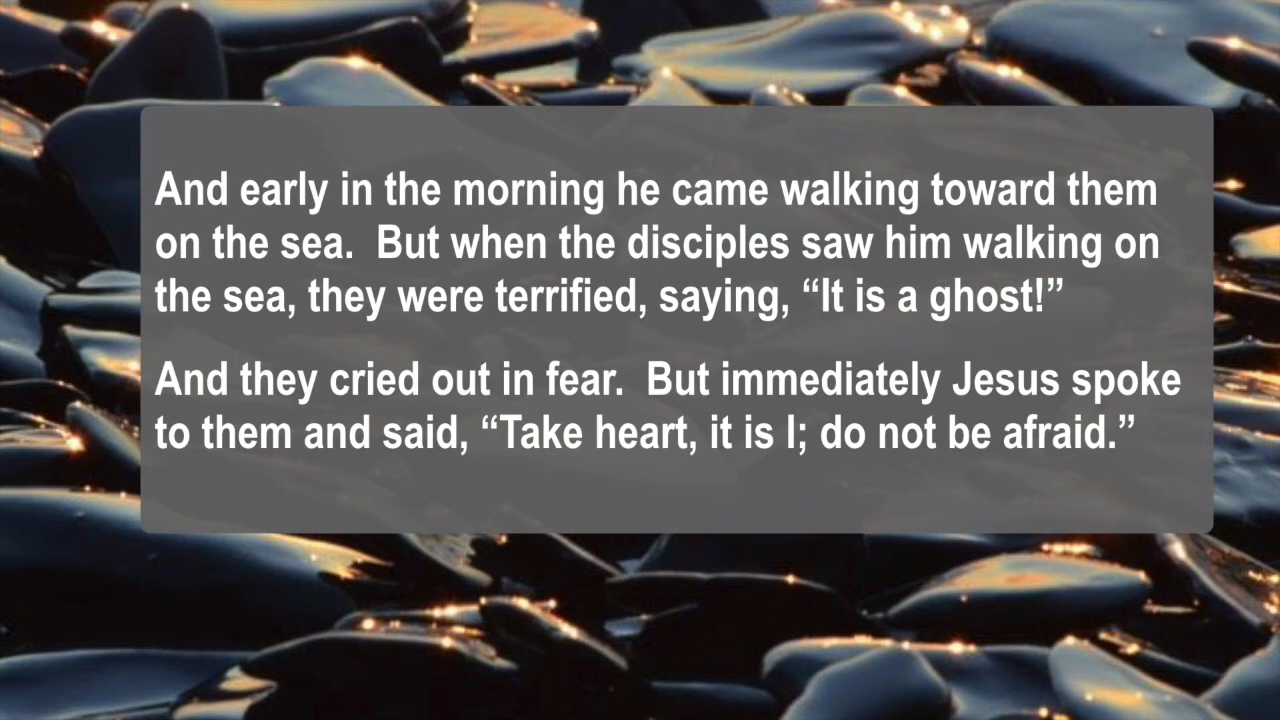 And early in the morning he came walking toward them
on the sea.  But when the disciples saw him walking on
the sea, they were terrified, saying, “It is a ghost!”
And they cried out in fear.  But immediately Jesus spoke
to them and said, “Take heart, it is I; do not be afraid.”